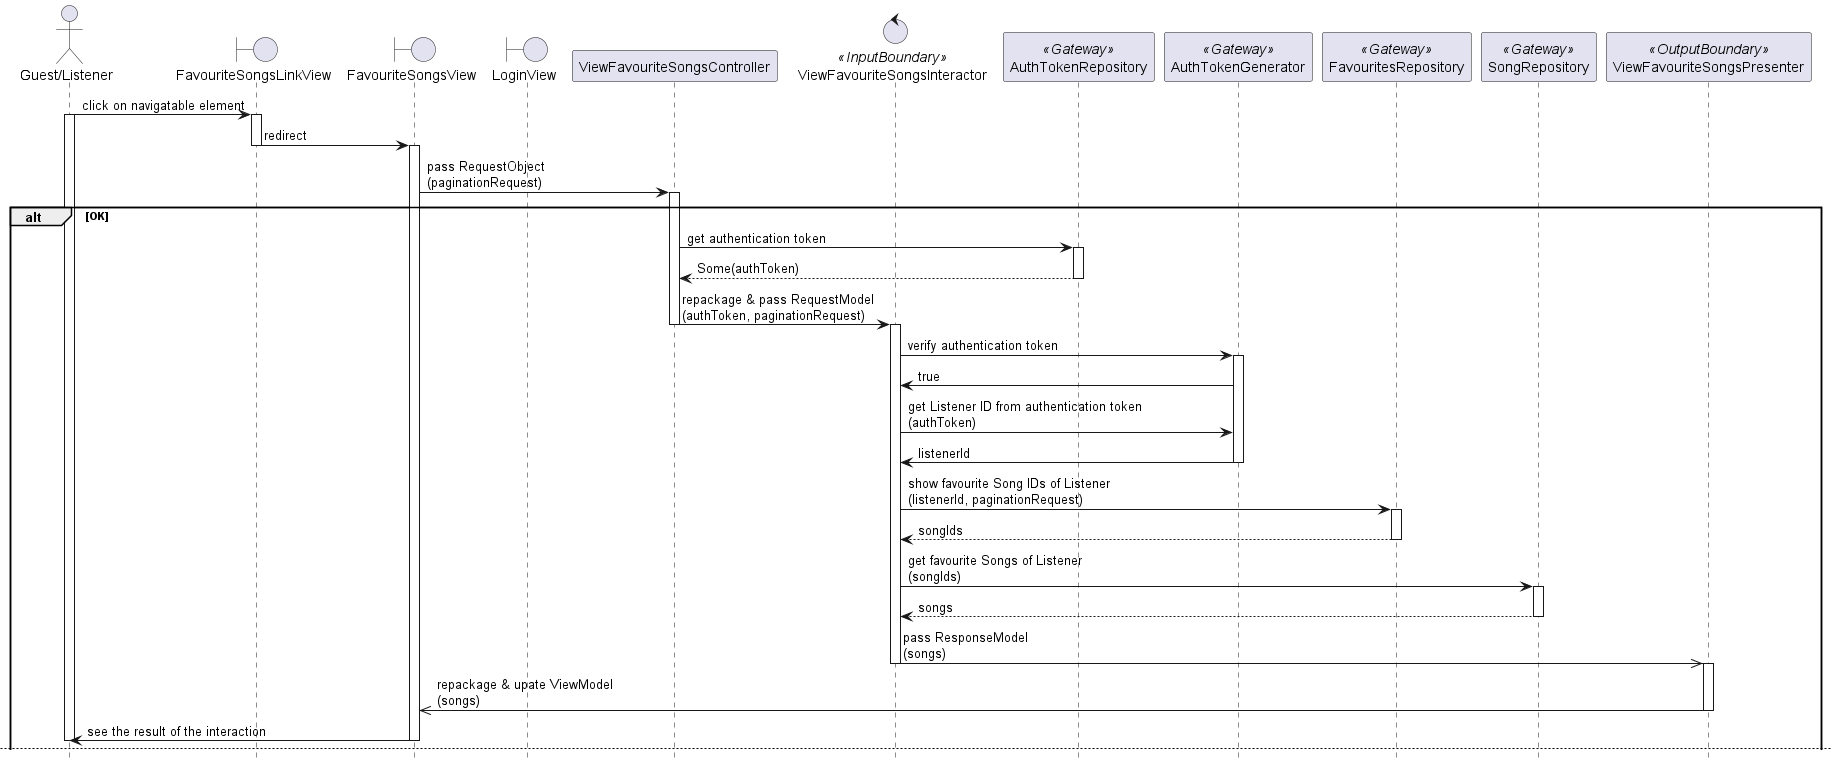 Guest/Listener
FavouriteSongsLinkView
FavouriteSongsView
LoginView
ViewFavouriteSongsController
«InputBoundary»
ViewFavouriteSongsInteractor
«Gateway»
AuthTokenRepository
«Gateway»
AuthTokenGenerator
«Gateway»
FavouritesRepository
«Gateway»
SongRepository
«OutputBoundary»
ViewFavouriteSongsPresenter
click on navigatable element
redirect
pass RequestObject
(paginationRequest)
alt
[OK]
get authentication token
Some(authToken)
repackage & pass RequestModel
(authToken, paginationRequest)
verify authentication token
true
get Listener ID from authentication token
(authToken)
listenerId
show favourite Song IDs of Listener
(listenerId, paginationRequest)
songIds
get favourite Songs of Listener
(songIds)
songs
pass ResponseModel
(songs)
repackage & upate ViewModel
(songs)
see the result of the interaction